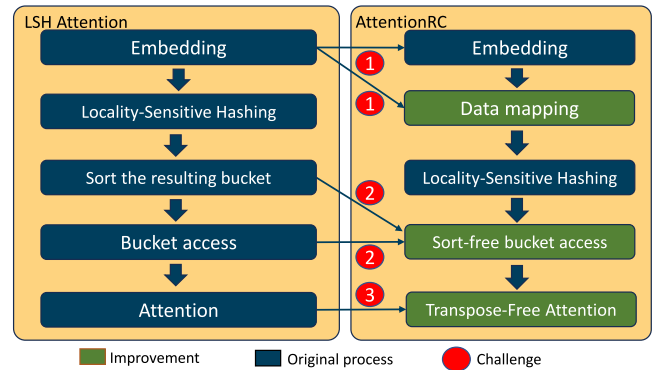 LSH Attention
Embedding
Locality-Sensitive Hashing
Sort the resulting bucket
Bucket access
Attention
1
1
2
2
3
AttentionRC
Embedding
Data mapping
Locality-Sensitive Hashing
Sort-free bucket access
Transpose-Free Attention
Improvement
Original process
Challenge